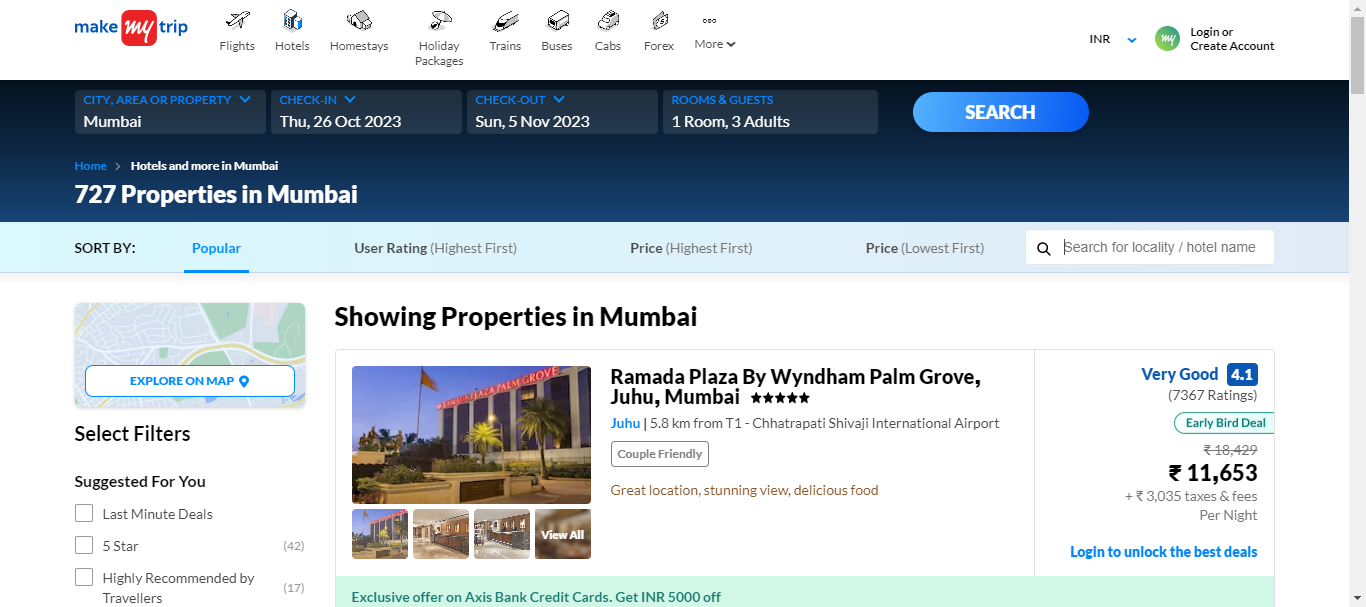 make my trip
Flights
Hotels
Homestays
Holiday
Packages
Trains
Buses
Cabs
Forex
More
INR
my
Login or
Create Account
CITY, AREA OR PROPERTY
Mumbai
CHECK-IN
Thu, 26 Oct 2023
CHECK-OUT
Sun, 5 Nov 2023
ROOMS & GUESTS
1 Room, 3 Adults
SEARCH
Home > Hotels and more in Mumbai
727 Properties in Mumbai
SORT BY:
Popular
User Rating (Highest First)
Price (Highest First)
Price (Lowest First)
Search for locality / hotel name
EXPLORE ON MAP
Select Filters
Suggested For You
Last Minute Deals
5 Star (42)
Highly Recommended by
Travellers (17)
Showing Properties in Mumbai
RAMADA PLAZA PALM GROVE
View All
Ramada Plaza By Wyndham Palm Grove,
Juhu, Mumbai ★★★★★
Juhu | 5.8 km from T1 - Chhatrapati Shivaji International Airport
Couple Friendly
Great location, stunning view, delicious food
Very Good 4.1
(7367 Ratings)
Early Bird Deal
₹ 18,429
₹ 11,653
+ ₹ 3,035 taxes & fees
Per Night
Login to unlock the best deals
Exclusive offer on Axis Bank Credit Cards. Get INR 5000 off